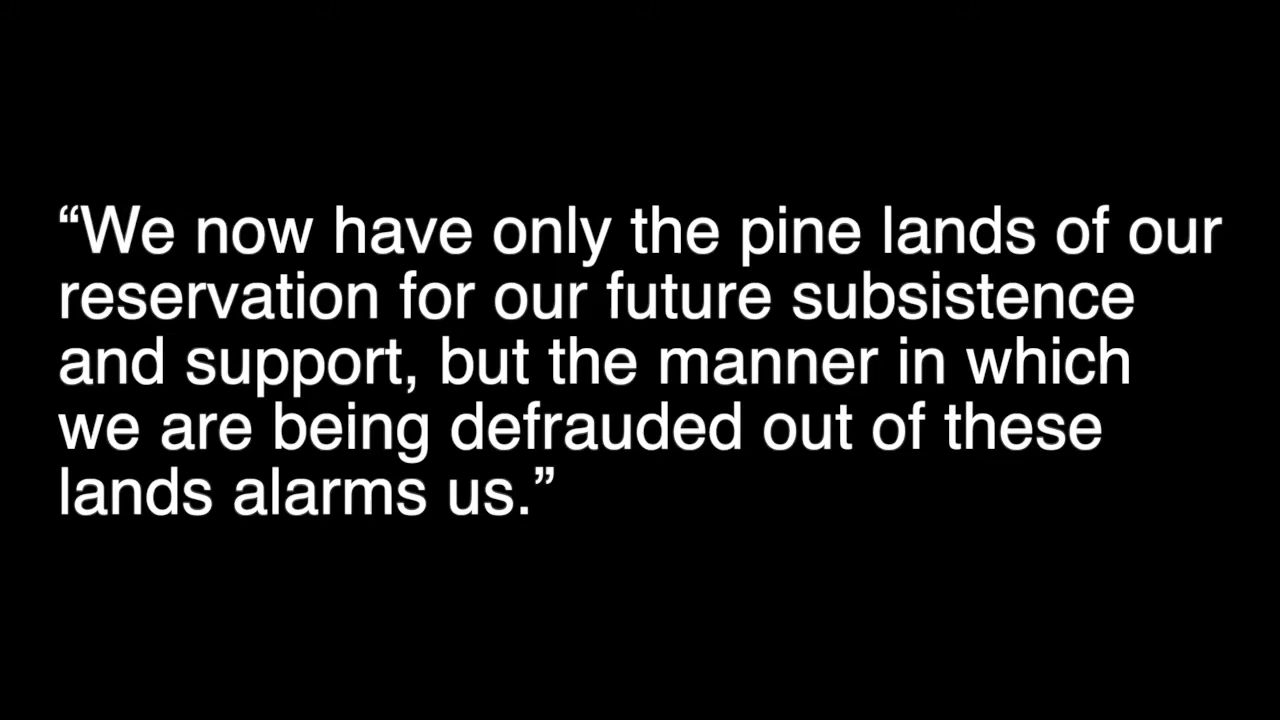 “We now have only the pine lands of our
reservation for our future subsistence
and support, but the manner in which
we are being defrauded out of these
lands alarms us.”